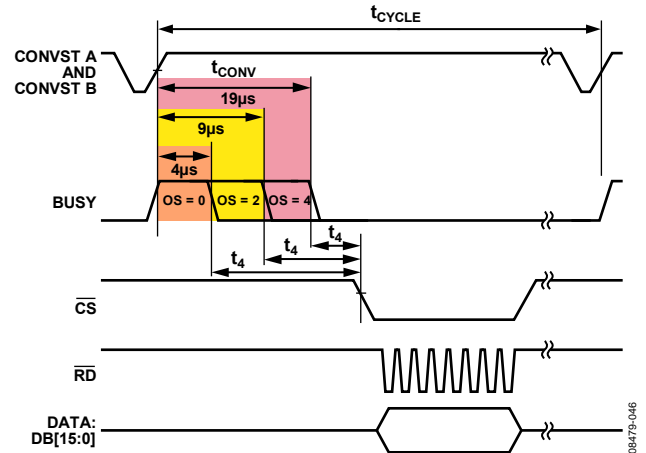 tCYCLE
CONVST A
AND
CONVST B
tCONV
19µs
9µs
4µs
BUSY
OS = 0
OS = 2
OS = 4
t4
t4
t4
CS
RD
DATA:
DB[15:0]
08479-046